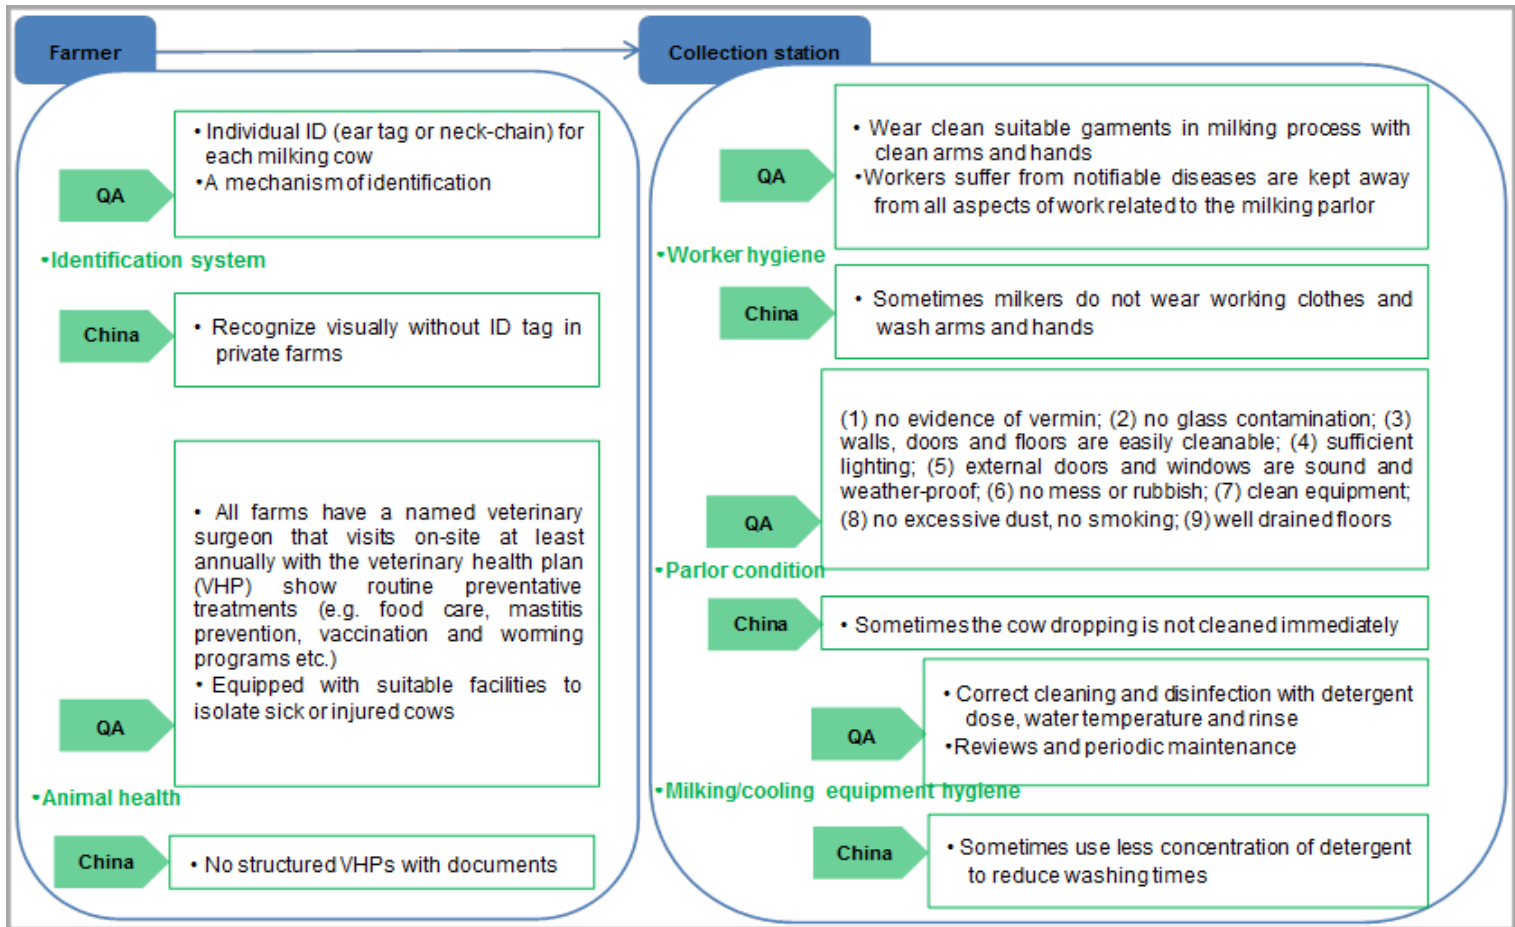 Farmer
Collection station
QA
• Individual ID (ear tag or neck-chain) for
each milking cow
•A mechanism of identification
•Identification system
China
• Recognize visually without ID tag in
private farms
QA
• All farms have a named veterinary
surgeon that visits on-site at least
annually with the veterinary health plan
(VHP) show routine preventative
treatments (e.g. food care, mastitis
prevention, vaccination and worming
programs etc.)
• Equipped with suitable facilities to
isolate sick or injured cows
•Animal health
China
• No structured VHPs with documents
QA
• Wear clean suitable garments in milking process with
clean arms and hands
•Workers suffer from notifiable diseases are kept away
from all aspects of work related to the milking parlor
•Worker hygiene
China
• Sometimes milkers do not wear working clothes and
wash arms and hands
QA
(1) no evidence of vermin; (2) no glass contamination; (3)
walls, doors and floors are easily cleanable; (4) sufficient
lighting; (5) external doors and windows are sound and
weather-proof; (6) no mess or rubbish; (7) clean equipment;
(8) no excessive dust, no smoking; (9) well drained floors
•Parlor condition
China
• Sometimes the cow dropping is not cleaned immediately
QA
• Correct cleaning and disinfection with detergent
dose, water temperature and rinse
•Reviews and periodic maintenance
•Milking/cooling equipment hygiene
China
• Sometimes use less concentration of detergent
to reduce washing times